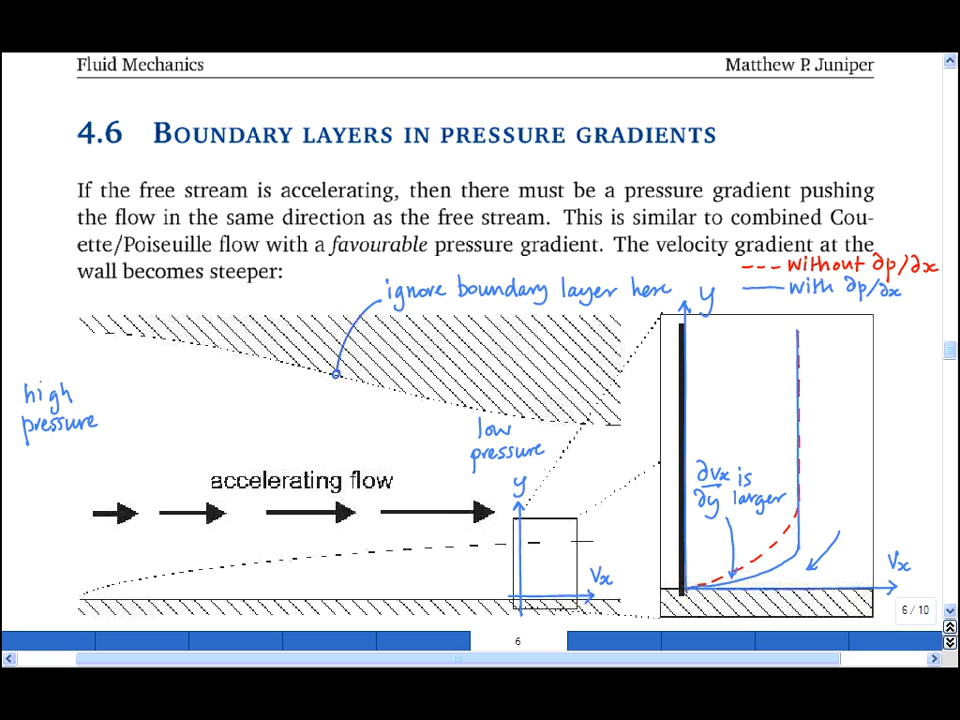 Fluid Mechanics Matthew P. Juniper
4.6 BOUNDARY LAYERS IN PRESSURE GRADIENTS
If the free stream is accelerating, then there must be a pressure gradient pushing
the flow in the same direction as the free stream. This is similar to combined Cou-
ette/Poiseuille flow with a favourable pressure gradient. The velocity gradient at the
wall becomes steeper:
--- without ∂p/∂x
— with ∂p/∂x
ignore boundary layer here
y
high
pressure
low
pressure
accelerating flow
y
Vx
∂vx is
∂y larger
Vx
6 / 10
6